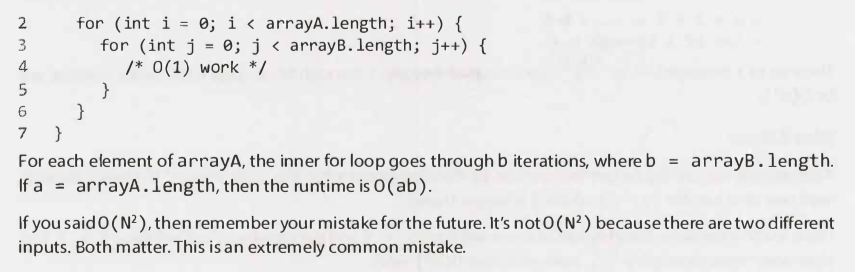 2 for (int i = 0; i < arrayA.length; i++) {
3 for (int j = 0; j < arrayB.length; j++) {
4 /* O(1) work */
5 }
6 }
7 }
For each element of arrayA, the inner for loop goes through b iterations, where b = arrayB.length.
If a = arrayA.length, then the runtime is O(ab).
If you said O(N²), then remember your mistake for the future. It's not O(N²) because there are two different
inputs. Both matter. This is an extremely common mistake.